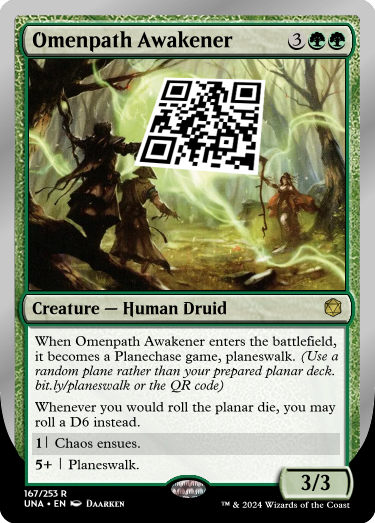 Omenpath Awakener 3
Creature — Human Druid
When Omenpath Awakener enters the battlefield,
it becomes a Planechase game, planeswalk. (Use a
random plane rather than your prepared planar deck.
bit.ly/planeswalk or the QR code)
Whenever you would roll the planar die, you may
roll a D6 instead.
1 | Chaos ensues.
5+ | Planeswalk.
3/3
167/253 R
UNA • EN DAARKEN
™ & © 2024 Wizards of the Coast